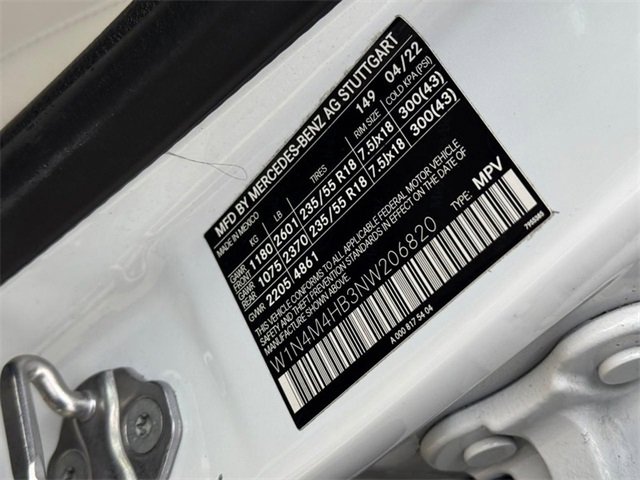 MFD BY MERCEDES-BENZ AG STUTTGART
MADE IN MEXICO 149 04/22
KG LB TIRES RIM SIZE COLD KPA/(PSI)
GAWR FRONT 1180 2601 235/55 R18 7.5Jx18 300(43)
GAWR REAR 1075 2370 235/55 R18 7.5Jx18 300(43)
GVWR 2205 4861
THIS VEHICLE CONFORMS TO ALL APPLICABLE FEDERAL MOTOR VEHICLE
SAFETY AND BUMPER STANDARDS IN EFFECT ON THE DATE OF
MANUFACTURE SHOWN ABOVE.
W1N4M4HB3NW206820 TYPE: MPV
A 000 817 54 04